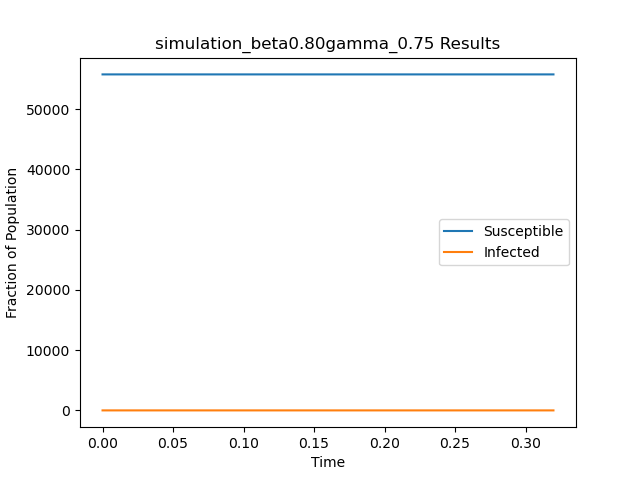 simulation_beta0.80gamma_0.75 Results
Fraction of Population
50000
40000
30000
20000
10000
0
Susceptible
Infected
0.00 0.05 0.10 0.15 0.20 0.25 0.30
Time